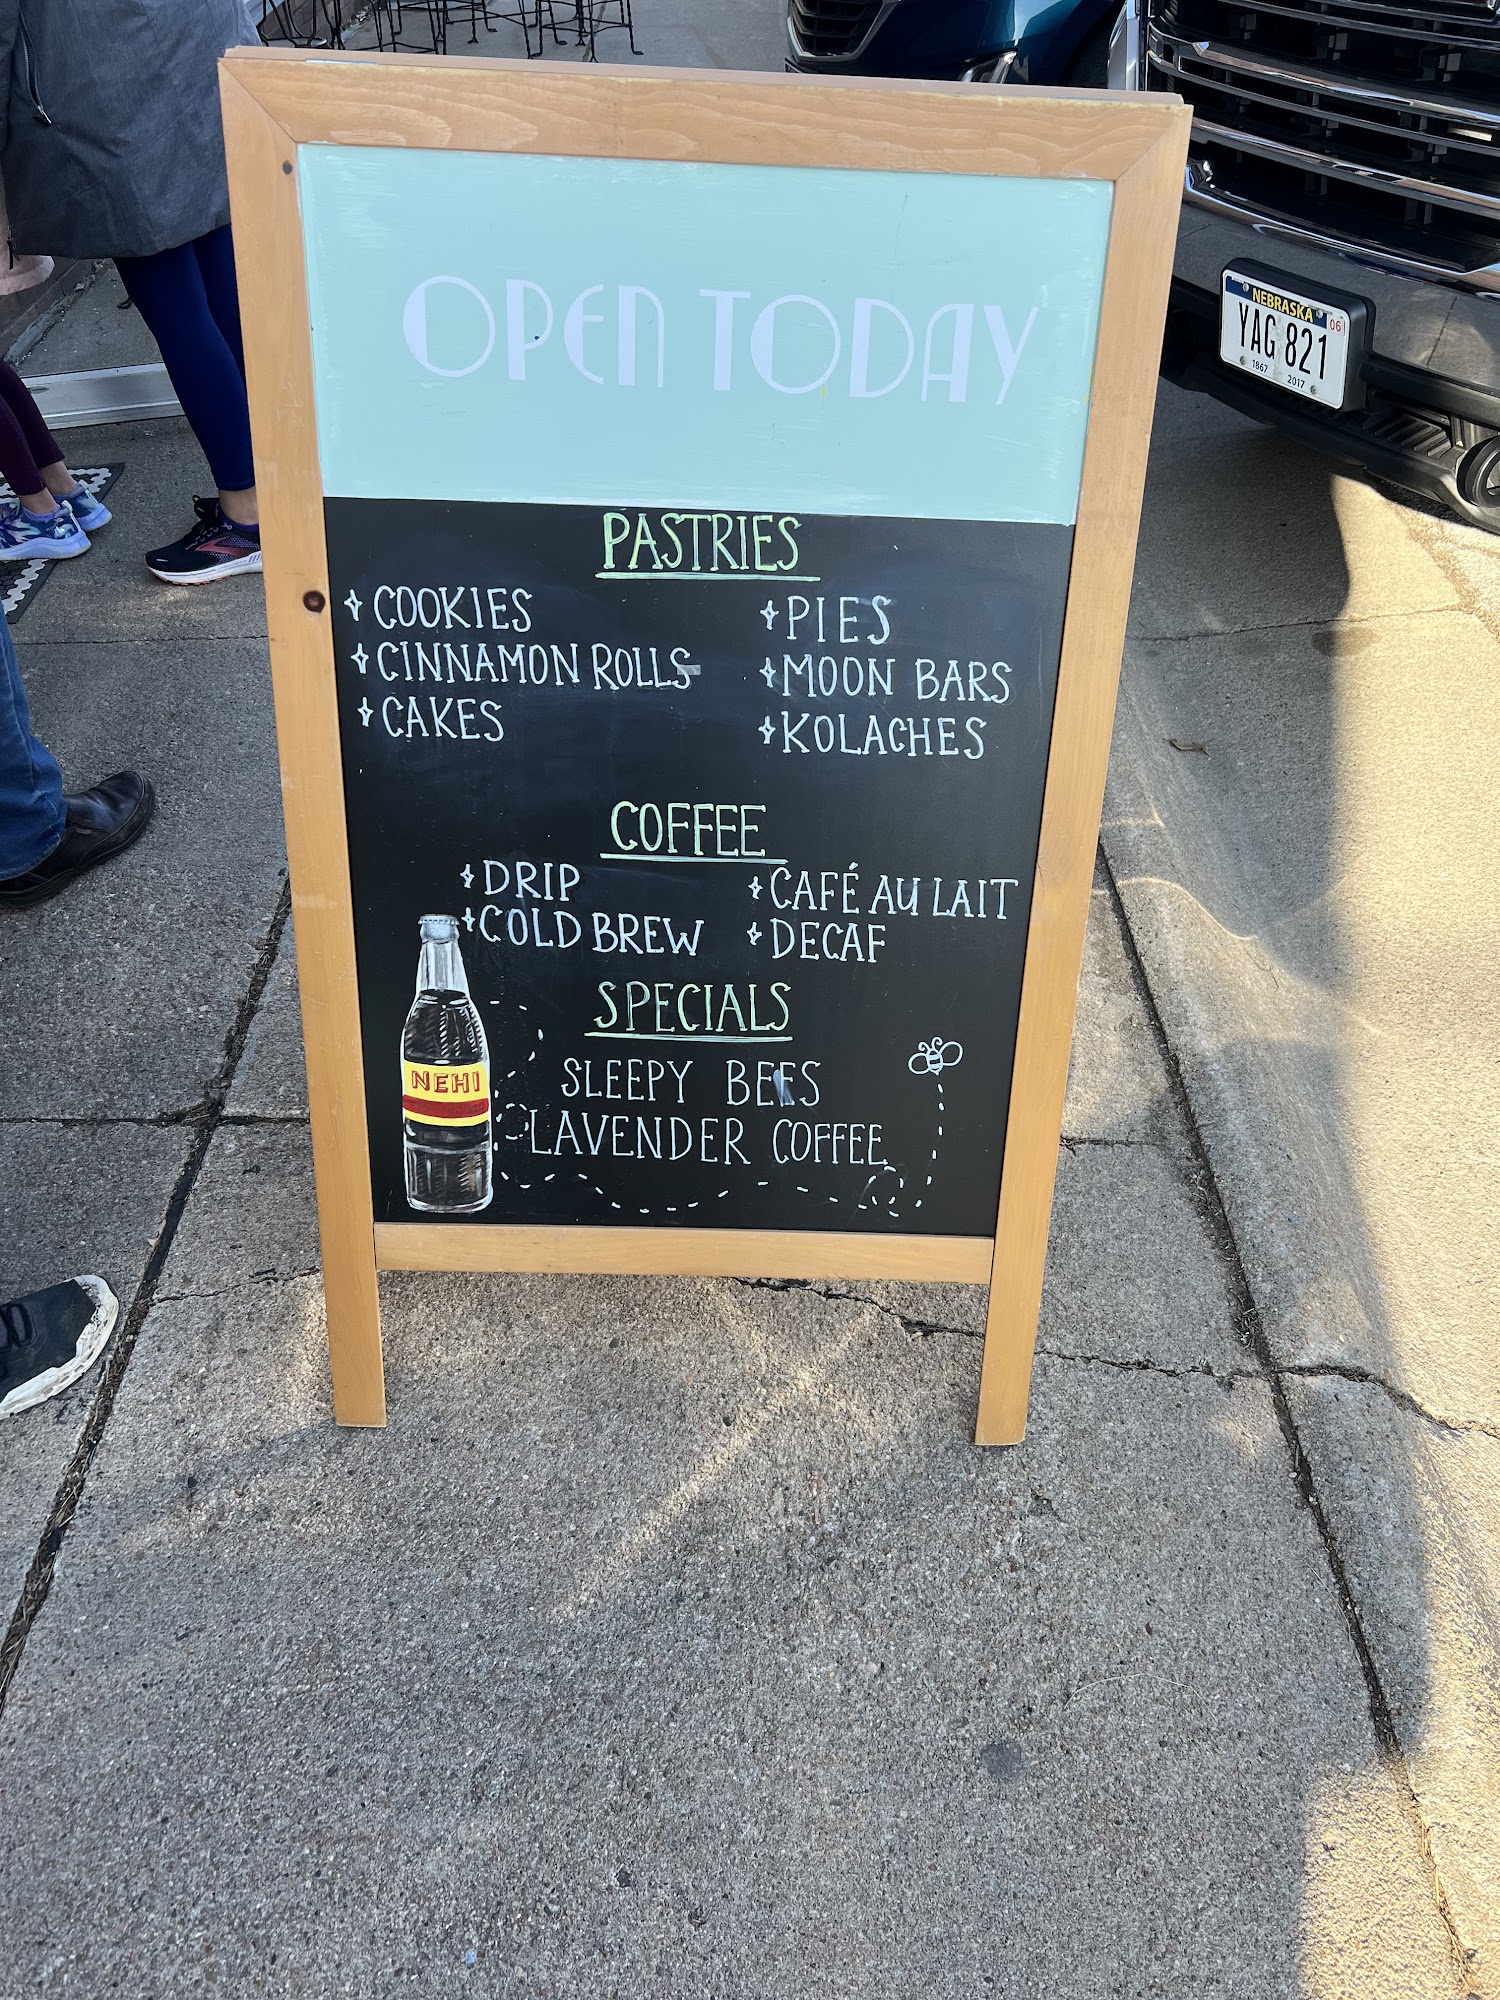 OPEN TODAY
PASTRIES
COOKIES
CINNAMON ROLLS
CAKES
PIES
MOON BARS
KOLACHES
COFFEE
DRIP
COLD BREW
CAFÉ AU LAIT
DECAF
SPECIALS
SLEEPY BEES
LAVENDER COFFEE
NEHI
NEBRASKA
06
YAG 821
1867 2017